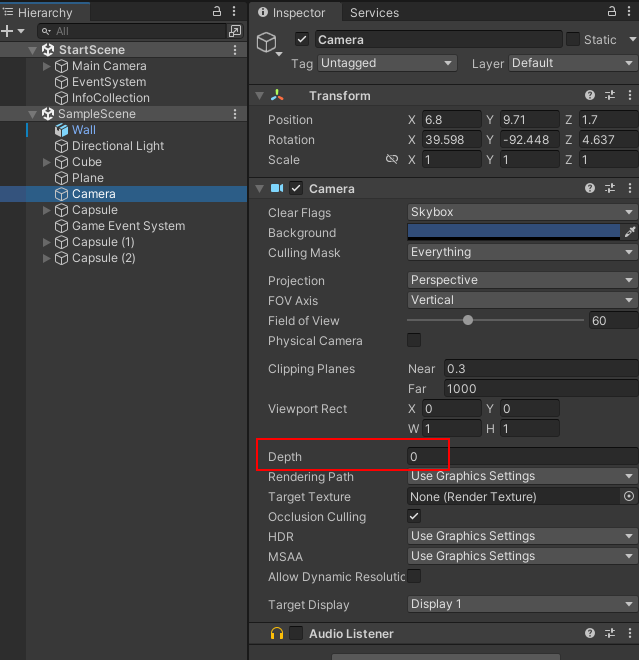 Hierarchy
All
StartScene
Main Camera
EventSystem
InfoCollection
SampleScene
Wall
Directional Light
Cube
Plane
Camera
Capsule
Game Event System
Capsule (1)
Capsule (2)
Inspector Services
Camera Static
Tag Untagged Layer Default
Transform
Position X 6.8 Y 9.71 Z 1.7
Rotation X 39.598 Y -92.448 Z 4.637
Scale X 1 Y 1 Z 1
Camera
Clear Flags Skybox
Background
Culling Mask Everything
Projection Perspective
FOV Axis Vertical
Field of View 60
Physical Camera
Clipping Planes Near 0.3
Far 1000
Viewport Rect X 0 Y 0
W 1 H 1
Depth 0
Rendering Path Use Graphics Settings
Target Texture None (Render Texture)
Occlusion Culling
HDR Use Graphics Settings
MSAA Use Graphics Settings
Allow Dynamic Resolutic
Target Display Display 1
Audio Listener